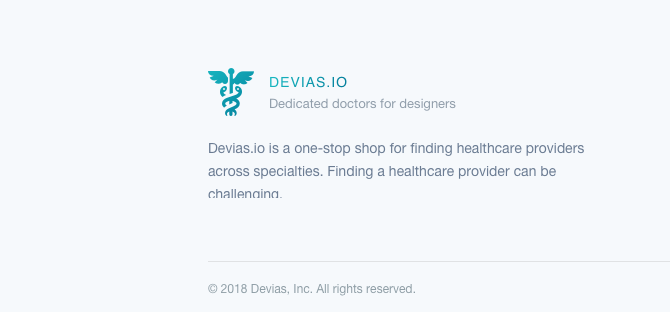 DEVIAS.IO
Dedicated doctors for designers
Devias.io is a one-stop shop for finding healthcare providers
across specialties. Finding a healthcare provider can be
challenging.
© 2018 Devias, Inc. All rights reserved.